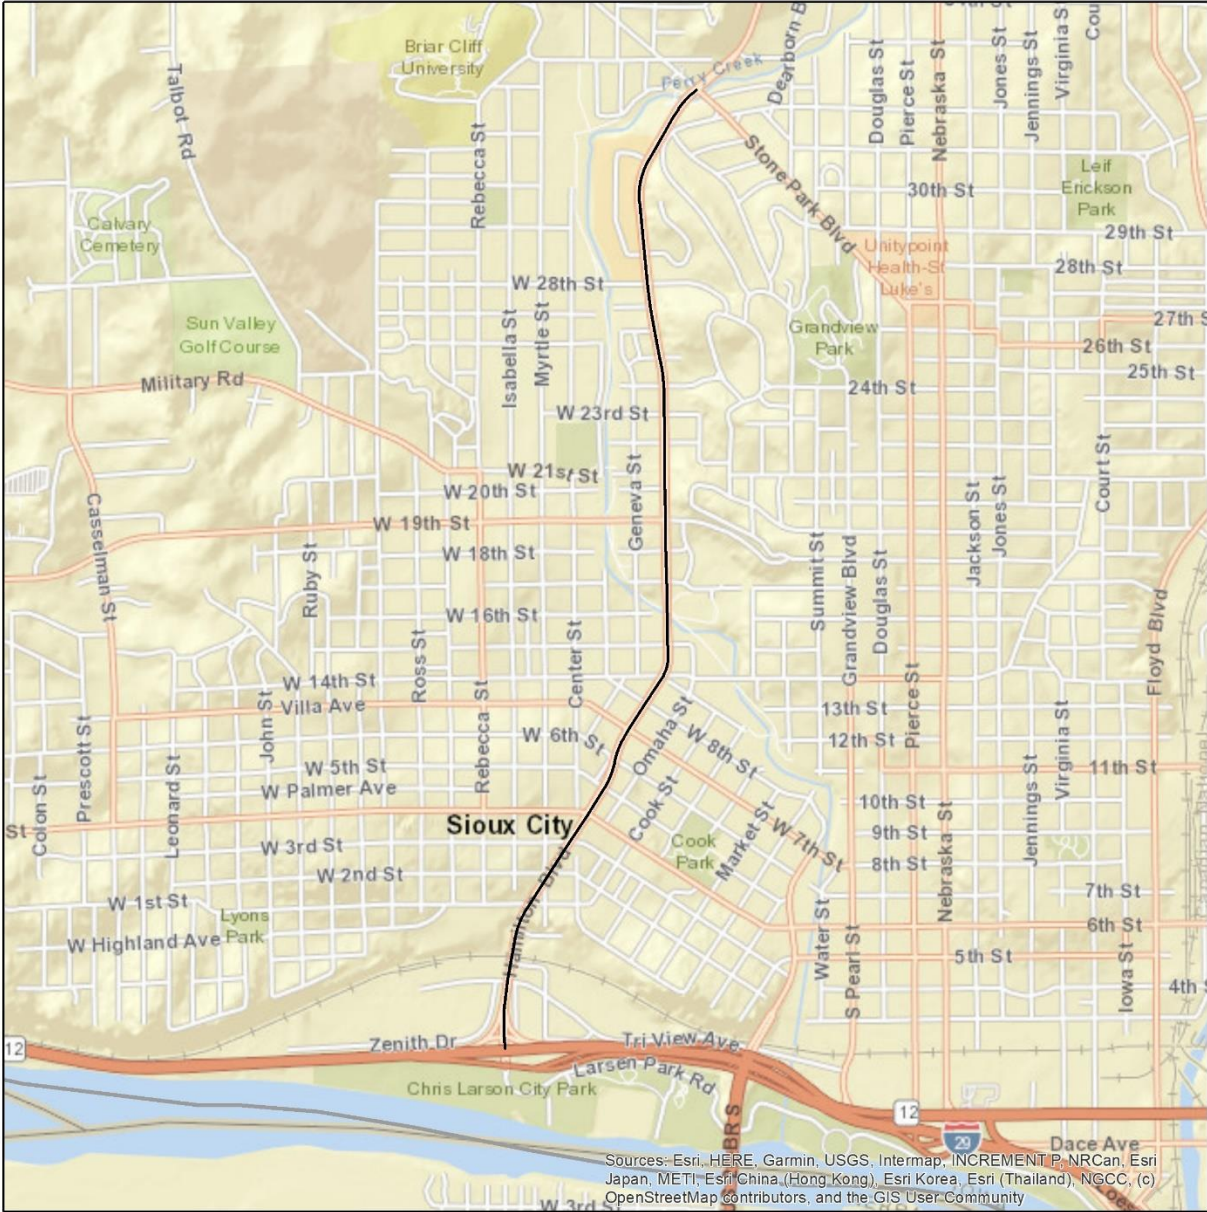 Briar Cliff
University
Perry Creek
Dearborn B
Talbot Rd
Rebecca St
Douglas St
Pierce St
Nebraska St
Jones St
Jennings St
Virginia S
Cou
Stone Park Blvd
30th St
Leif
Erickson
Park
29th St
Calvary
Cemetery
Unitypoint
Health-St
Luke's
28th St
W 28th St
Sun Valley
Golf Course
Isabella St
Myrtle St
Grandview
Park
27th S
26th St
25th St
Military Rd
24th St
W 23rd St
W 21st St
W 20th St
Geneva St
Court St
Casselman St
W 19th St
Jackson St
Jones St
W 18th St
Ruby St
Summit St
Grandview Blvd
Douglas St
Floyd Blvd
W 16th St
Ross St
Center St
W 14th St
Villa Ave
John St
Rebecca St
Pierce St
13th St
12th St
Prescott St
W 6th St
Omaha St
W 8th St
Virginia St
11th St
W 5th St
W Palmer Ave
Colon St
Leonard St
Cook St
10th St
Jennings St
St
Sioux City
Cook
Park
Market St
W 7th St
9th St
8th St
Nebraska St
W 3rd St
W 2nd St
Hamilton Blvd
7th St
W 1st St
Lyons
Park
6th St
W Highland Ave
Water St
S Pearl St
5th St
Iowa St
4th S
Canadian National
12
Zenith Dr
Tri View Ave
Larsen Park Rd
Chris Larson City Park
12
29
BR S
Dace Ave
W 3rd St
Sources: Esri, HERE, Garmin, USGS, Intermap, INCREMENT P, NRCan, Esri
Japan, METI, Esri China (Hong Kong), Esri Korea, Esri (Thailand), NGCC, (c)
OpenStreetMap contributors, and the GIS User Community